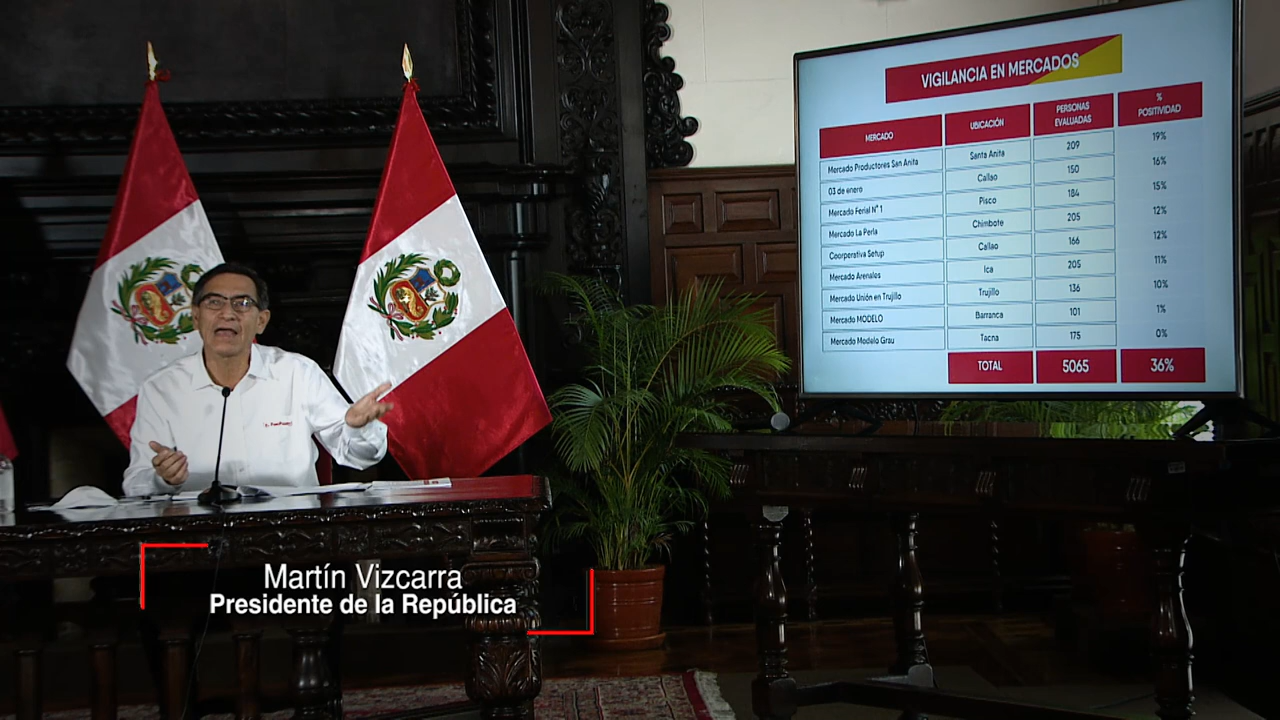 VIGILANCIA EN MERCADOS
MERCADO UBICACIÓN PERSONAS EVALUADAS % POSITIVIDAD
Mercado Productores San Anita Santa Anita 209 19%
03 de enero Callao 150 16%
Mercado Ferial N° 1 Pisco 184 15%
Mercado La Perla Chimbote 205 12%
Coorperativa Setup Callao 166 12%
Mercado Arenales Ica 205 11%
Mercado Unión en Trujillo Trujillo 136 10%
Mercado MODELO Barranca 101 1%
Mercado Modelo Grau Tacna 175 0%
TOTAL 5065 36%
Martín Vizcarra
Presidente de la República